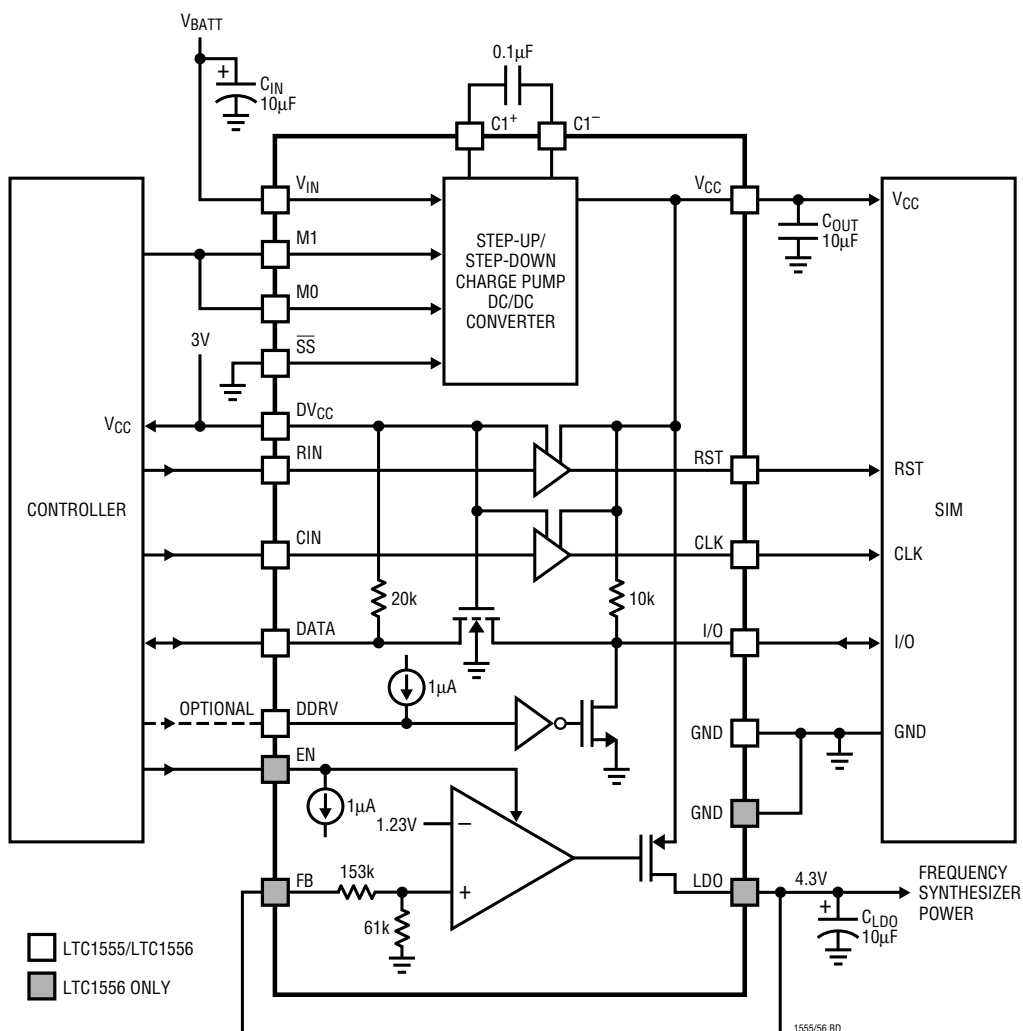 VBATT
+
CIN
10µF
0.1µF
C1+
C1−
VIN
VCC
VCC
M1
M0
STEP-UP/
STEP-DOWN
CHARGE PUMP
DC/DC
CONVERTER
COUT
10µF
3V
SS
VCC
DVCC
RIN
RST
RST
CONTROLLER
SIM
CIN
CLK
CLK
20k
10k
DATA
I/O
I/O
1µA
OPTIONAL
DDRV
GND
GND
EN
1µA
GND
1.23V
−
FB
153k
+
LDO
4.3V
FREQUENCY
SYNTHESIZER
POWER
61k
+
CLDO
10µF
LTC1555/LTC1556
LTC1556 ONLY
1555/56 BD